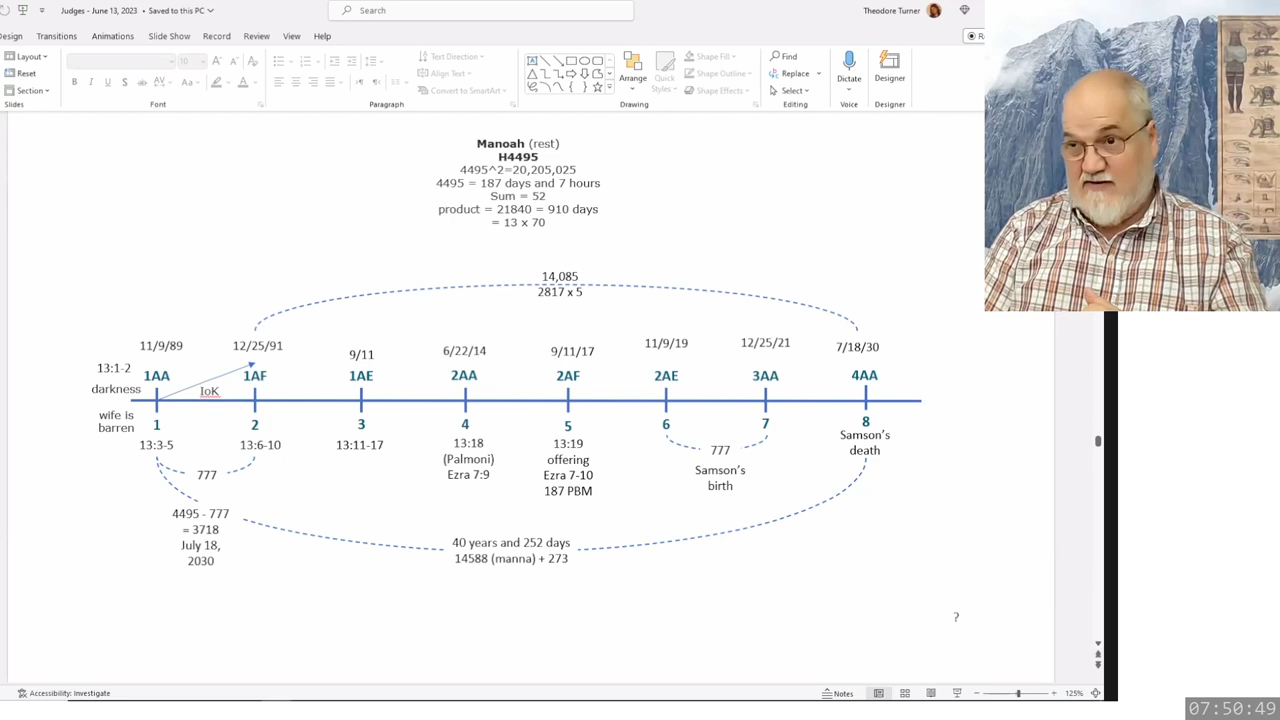 Judges - June 13, 2023 • Saved to this PC
Search
Theodore Turner
Design Transitions Animations Slide Show Record Review View Help
Layout
Reset
Section
Slides
Font
Text Direction
Align Text
Convert to SmartArt
Paragraph
Arrange
Quick Styles
Shape Fill
Shape Outline
Shape Effects
Drawing
Find
Replace
Select
Editing
Dictate
Voice
Designer
Designer
Manoah (rest)
H4495
4495^2=20,205,025
4495 = 187 days and 7 hours
Sum = 52
product = 21840 = 910 days
= 13 x 70
14,085
2817 x 5
11/9/89 12/25/91 9/11 6/22/14 9/11/17 11/9/19 12/25/21 7/18/30
13:1-2
darkness
1AA 1AF 1AE 2AA 2AF 2AE 3AA 4AA
IoK
wife is
barren
1 2 3 4 5 6 7 8
13:3-5
13:6-10
13:11-17
13:18
(Palmoni)
Ezra 7:9
13:19
offering
Ezra 7-10
187 PBM
Samson's
death
777
777
Samson's
birth
4495 - 777
= 3718
July 18,
2030
40 years and 252 days
14588 (manna) + 273
?
Accessibility: Investigate
Notes
125%
07:50:49